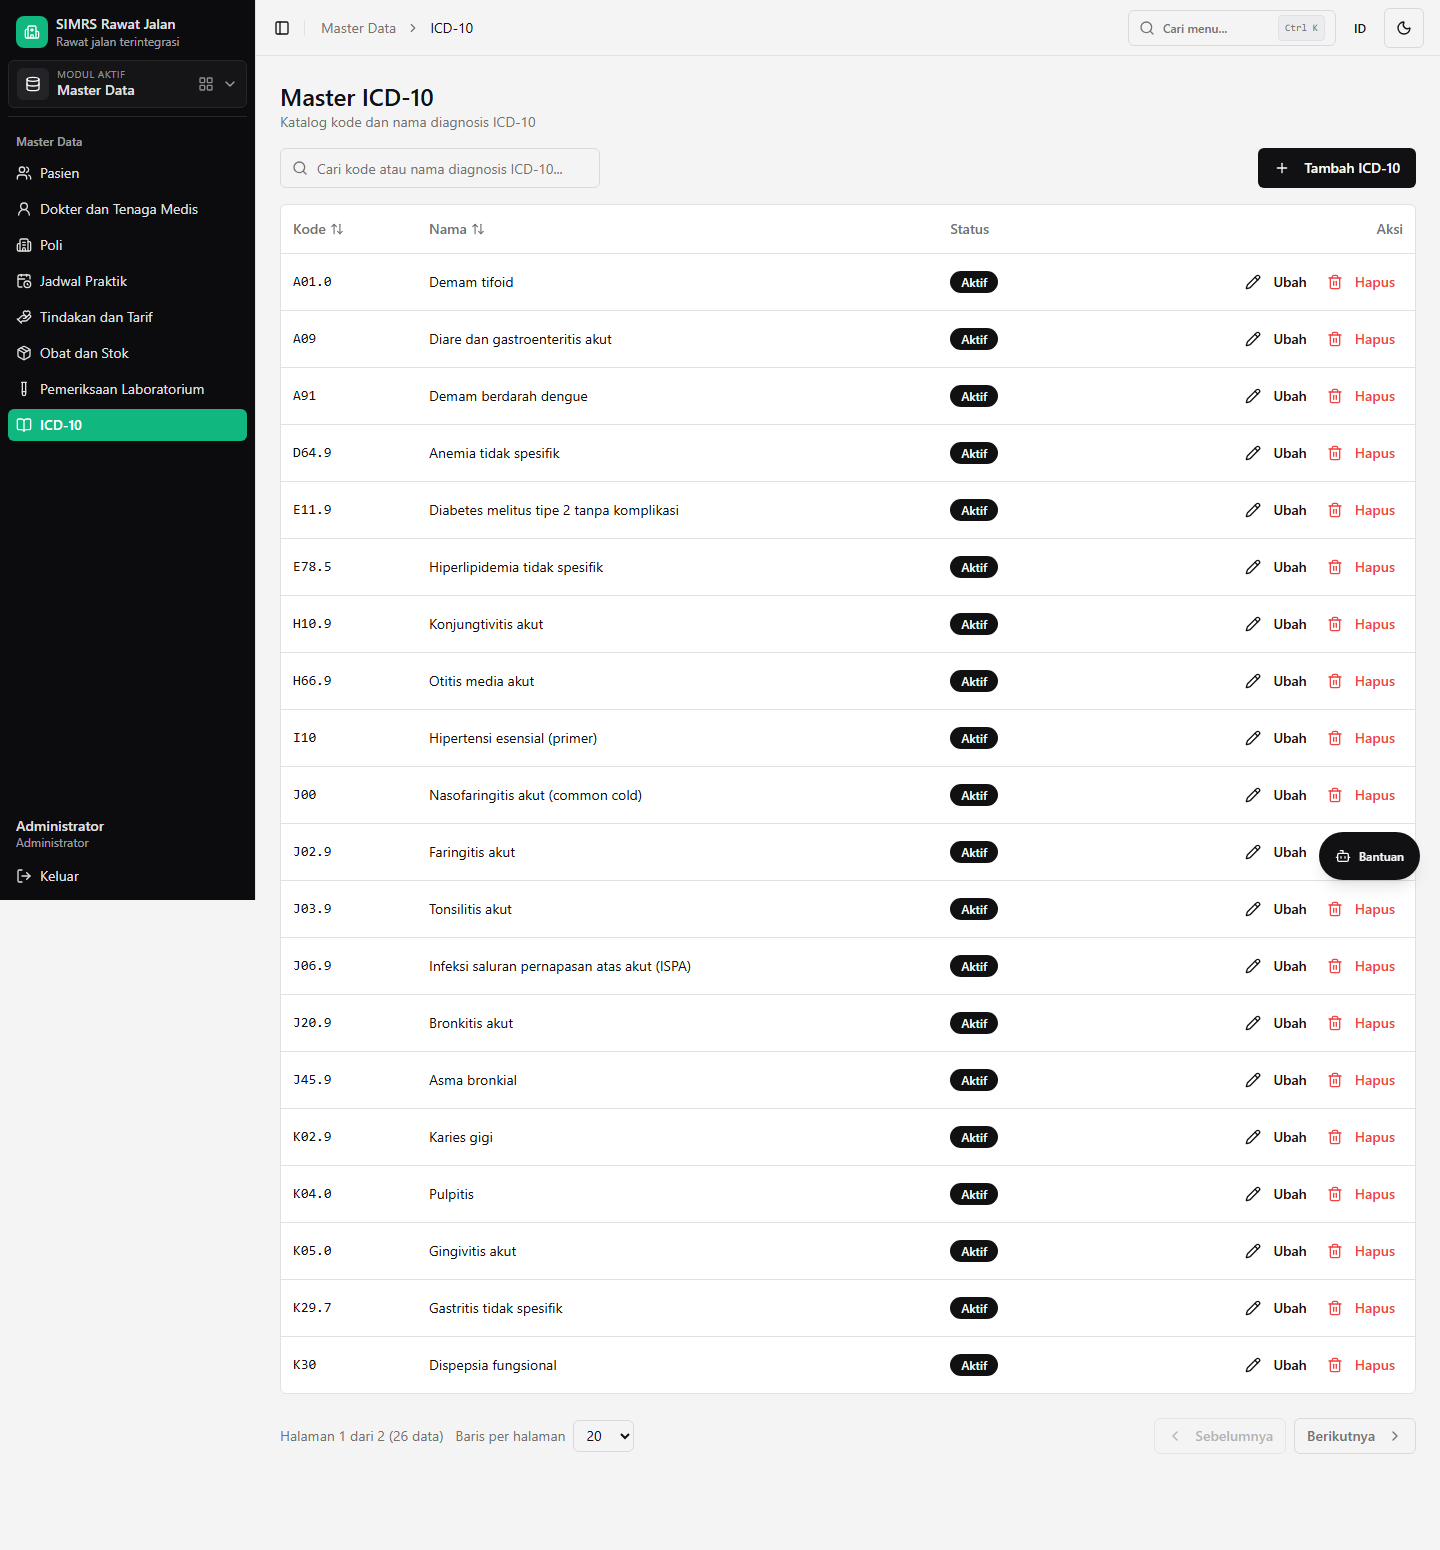 SIMRS Rawat Jalan
Rawat jalan terintegrasi
MODUL AKTIF
Master Data
Master Data
Pasien
Dokter dan Tenaga Medis
Poli
Jadwal Praktik
Tindakan dan Tarif
Obat dan Stok
Pemeriksaan Laboratorium
ICD-10
Administrator
Administrator
Keluar
Master Data > ICD-10
Cari menu... Ctrl K ID
Master ICD-10
Katalog kode dan nama diagnosis ICD-10
Cari kode atau nama diagnosis ICD-10...
Tambah ICD-10
Kode Nama Status Aksi
A01.0 Demam tifoid Aktif Ubah Hapus
A09 Diare dan gastroenteritis akut Aktif Ubah Hapus
A91 Demam berdarah dengue Aktif Ubah Hapus
D64.9 Anemia tidak spesifik Aktif Ubah Hapus
E11.9 Diabetes melitus tipe 2 tanpa komplikasi Aktif Ubah Hapus
E78.5 Hiperlipidemia tidak spesifik Aktif Ubah Hapus
H10.9 Konjungtivitis akut Aktif Ubah Hapus
H66.9 Otitis media akut Aktif Ubah Hapus
I10 Hipertensi esensial (primer) Aktif Ubah Hapus
J00 Nasofaringitis akut (common cold) Aktif Ubah Hapus
J02.9 Faringitis akut Aktif Ubah Bantuan
J03.9 Tonsilitis akut Aktif Ubah Hapus
J06.9 Infeksi saluran pernapasan atas akut (ISPA) Aktif Ubah Hapus
J20.9 Bronkitis akut Aktif Ubah Hapus
J45.9 Asma bronkial Aktif Ubah Hapus
K02.9 Karies gigi Aktif Ubah Hapus
K04.0 Pulpitis Aktif Ubah Hapus
K05.0 Gingivitis akut Aktif Ubah Hapus
K29.7 Gastritis tidak spesifik Aktif Ubah Hapus
K30 Dispepsia fungsional Aktif Ubah Hapus
Halaman 1 dari 2 (26 data) Baris per halaman 20 Sebelumnya Berikutnya